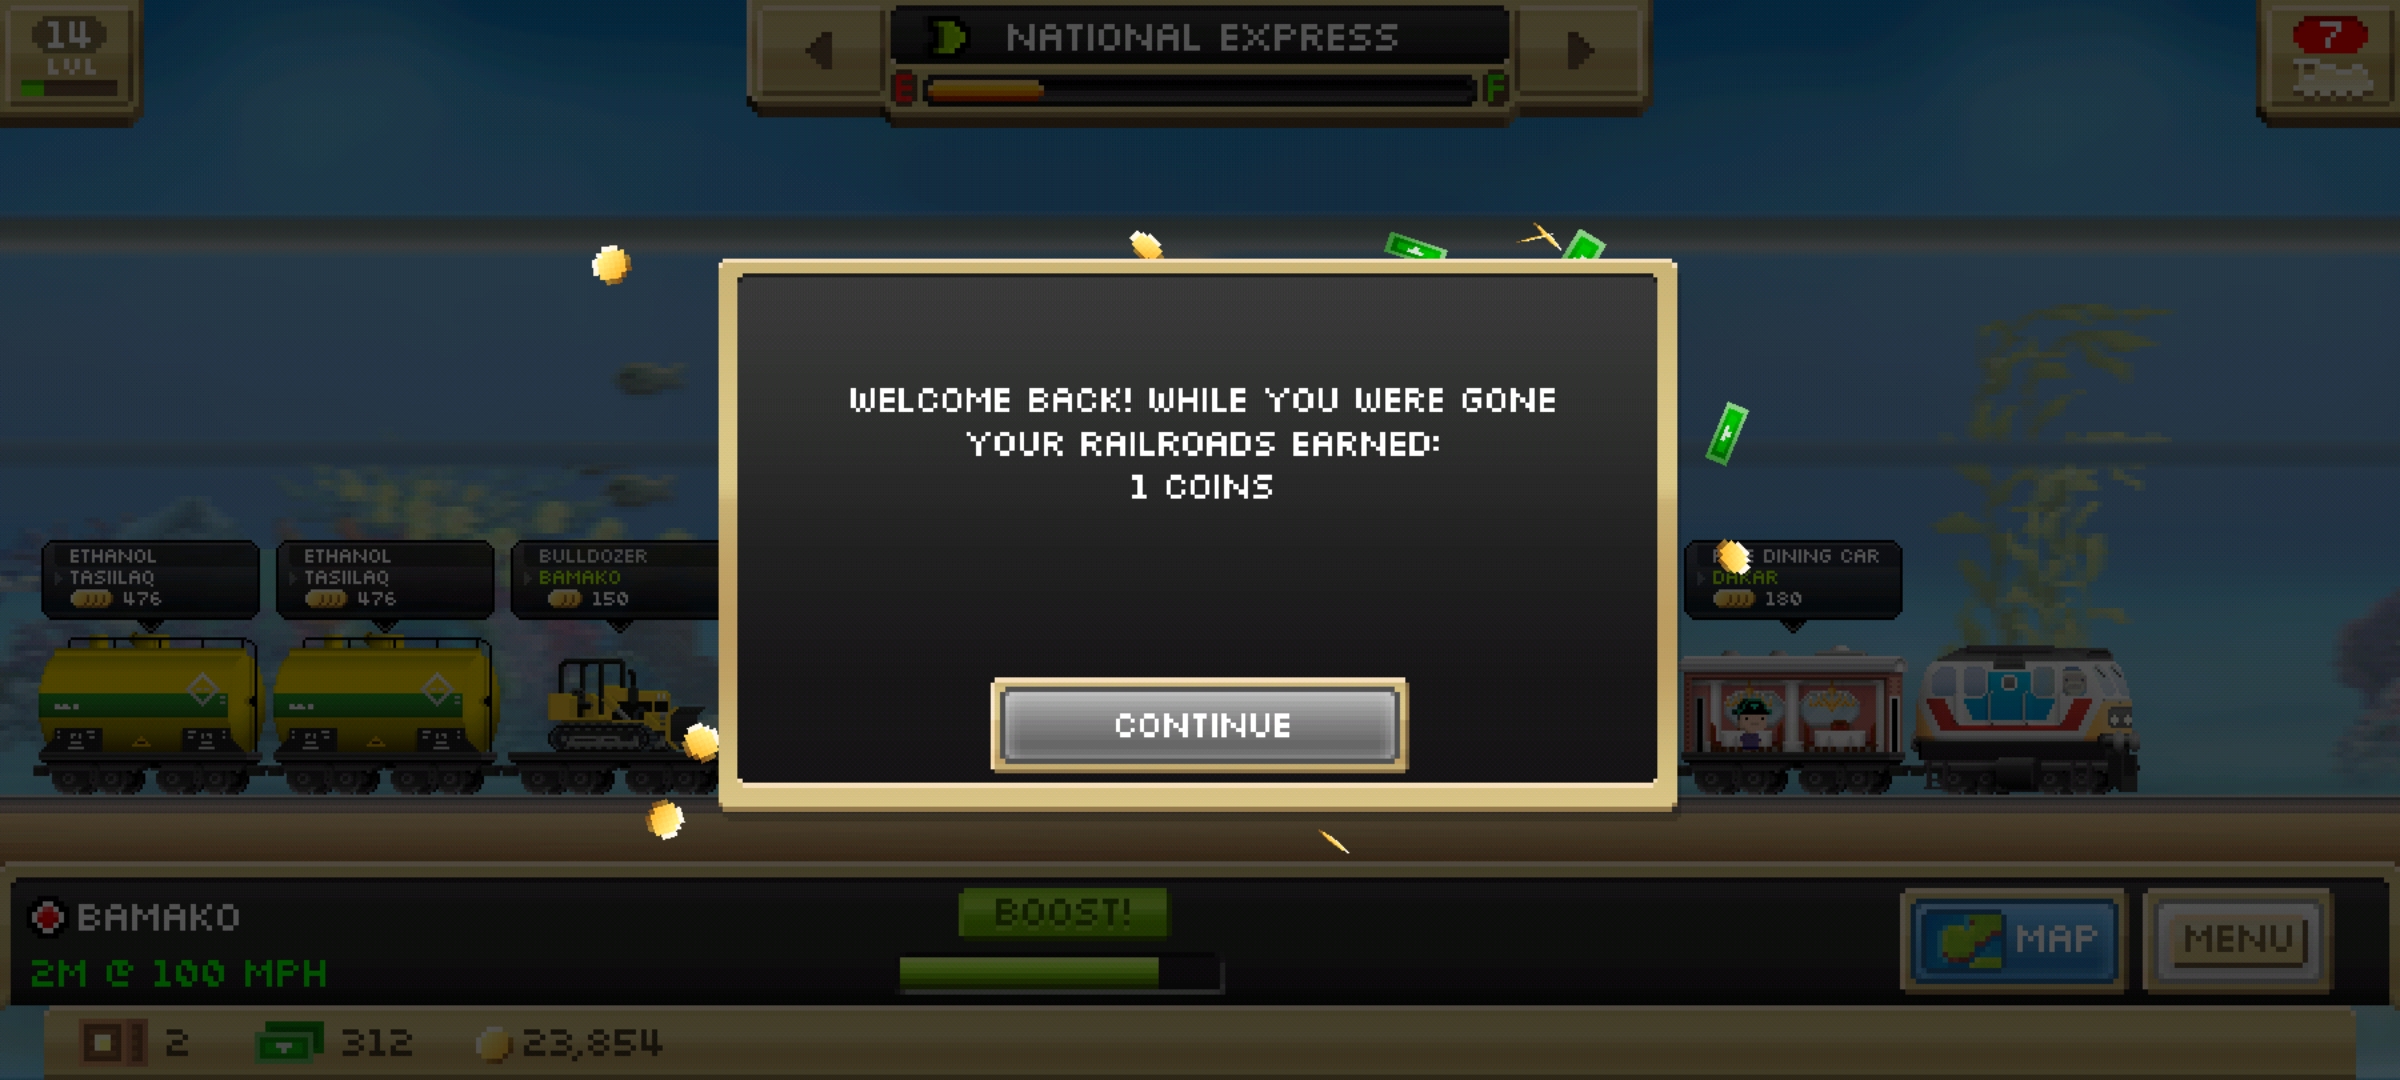 14
LVL
NATIONAL EXPRESS
E
F
7
WELCOME BACK! WHILE YOU WERE GONE
YOUR RAILROADS EARNED:
1 COINS
CONTINUE
ETHANOL
TASIILAQ
476
ETHANOL
TASIILAQ
476
BULLDOZER
BAMAKO
150
DINING CAR
DAKAR
180
BAMAKO
2M @ 100 MPH
BOOST!
MAP
MENU
2
312
23,854